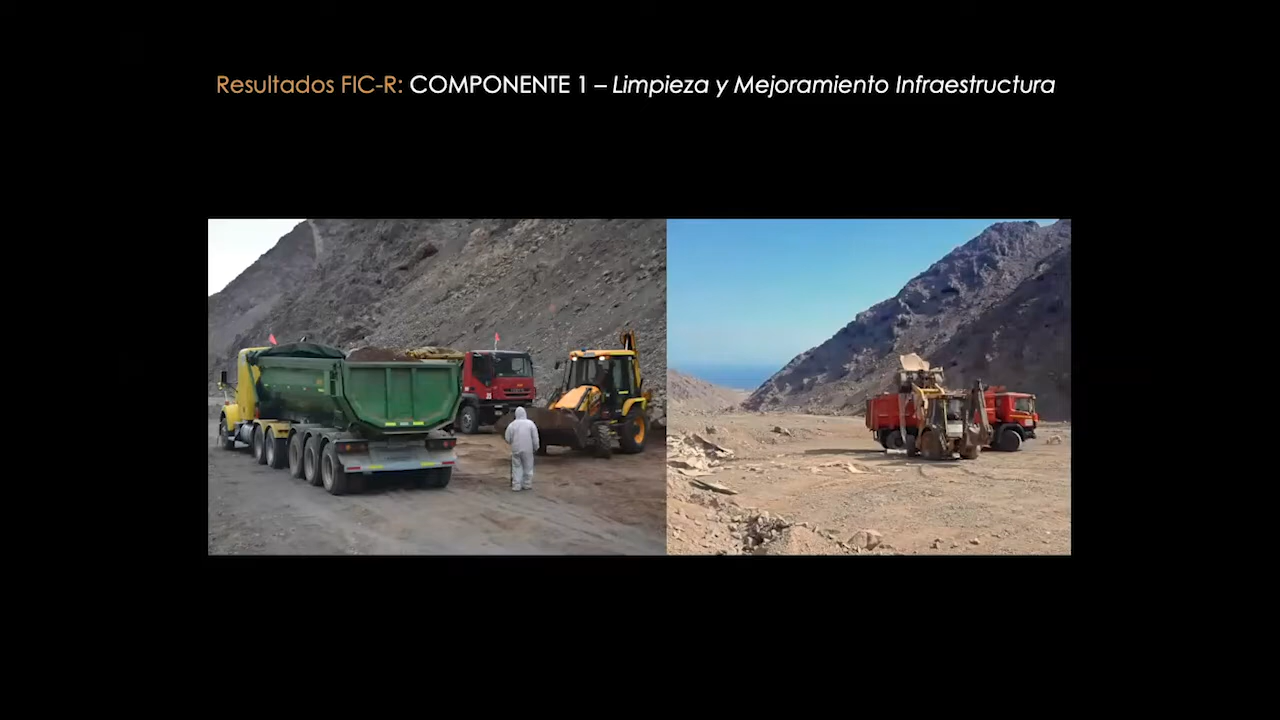 Resultados FIC-R: COMPONENTE 1 – Limpieza y Mejoramiento Infraestructura